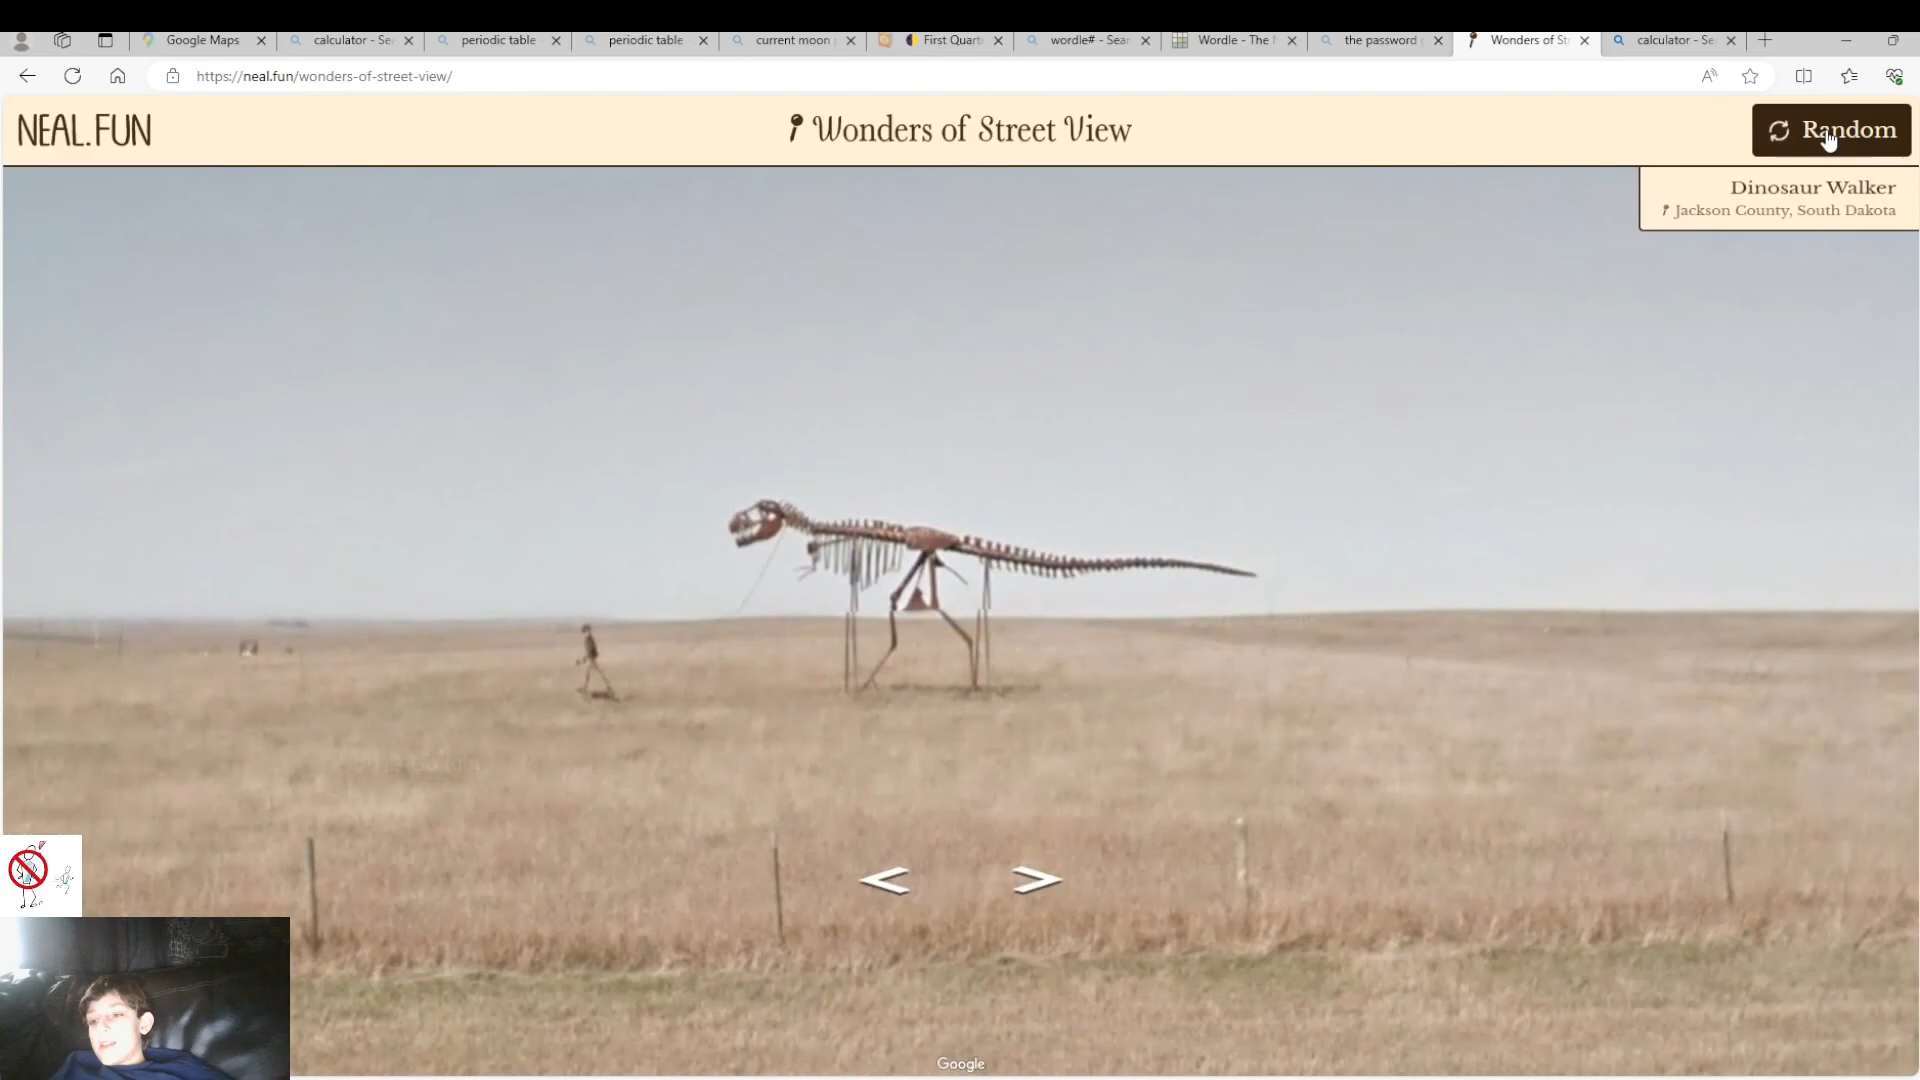 Google Maps
calculator - Se
periodic table
periodic table
current moon
First Quart
wordle# - Sear
Wordle - The
the password
Wonders of St
calculator - Se
https://neal.fun/wonders-of-street-view/
NEAL.FUN
Wonders of Street View
Random
Dinosaur Walker
Jackson County, South Dakota
Google